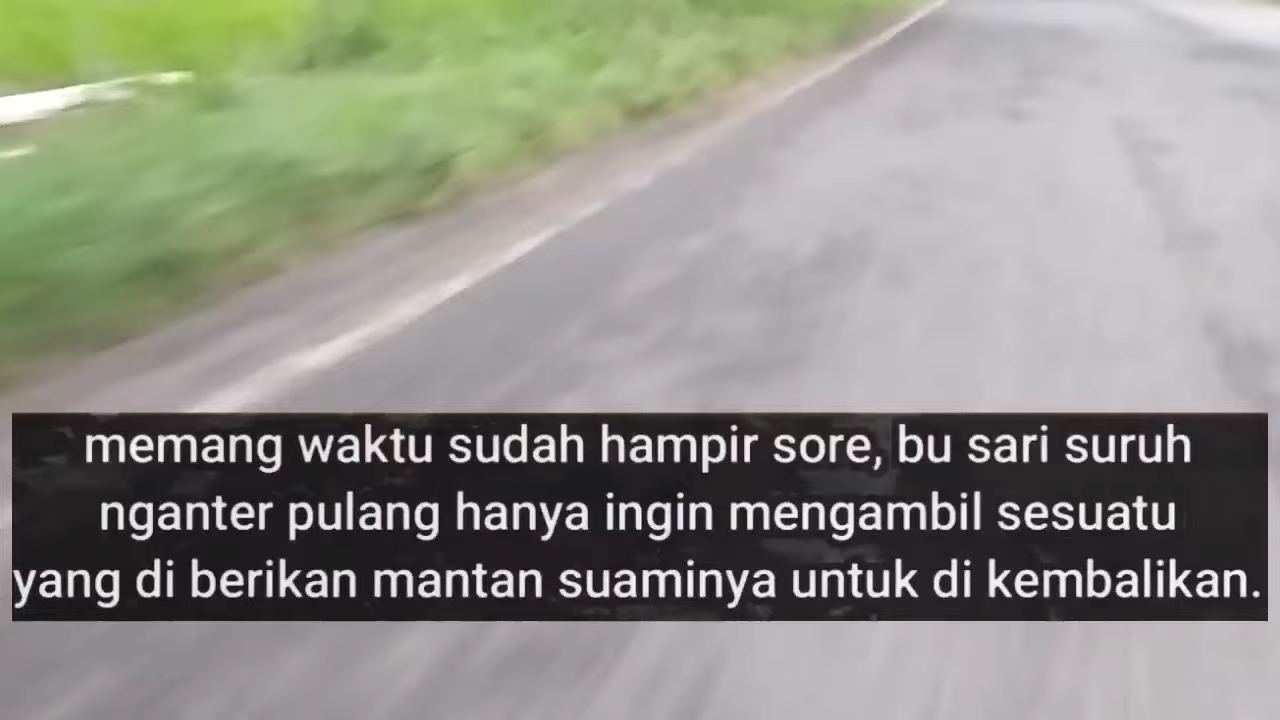 memang waktu sudah hampir sore, bu sari suruh
nganter pulang hanya ingin mengambil sesuatu
yang di berikan mantan suaminya untuk di kembalikan.